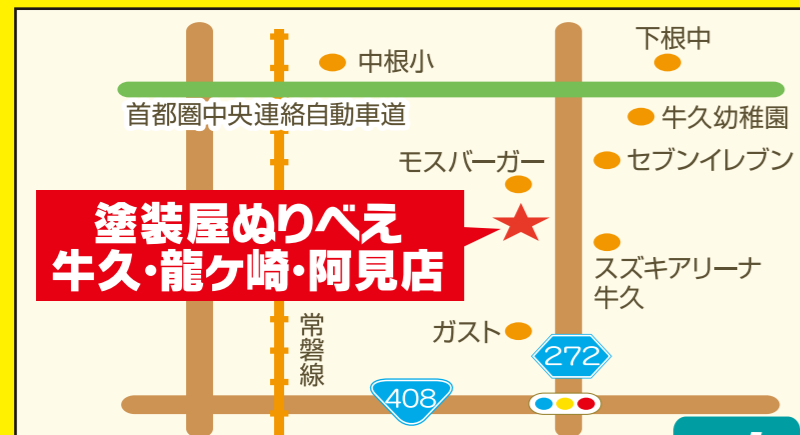 下根中
中根小
首都圏中央連絡自動車道
牛久幼稚園
モスバーガー
セブンイレブン
塗装屋ぬりべえ
牛久・龍ヶ崎・阿見店
スズキアリーナ
牛久
常磐線
ガスト
272
408